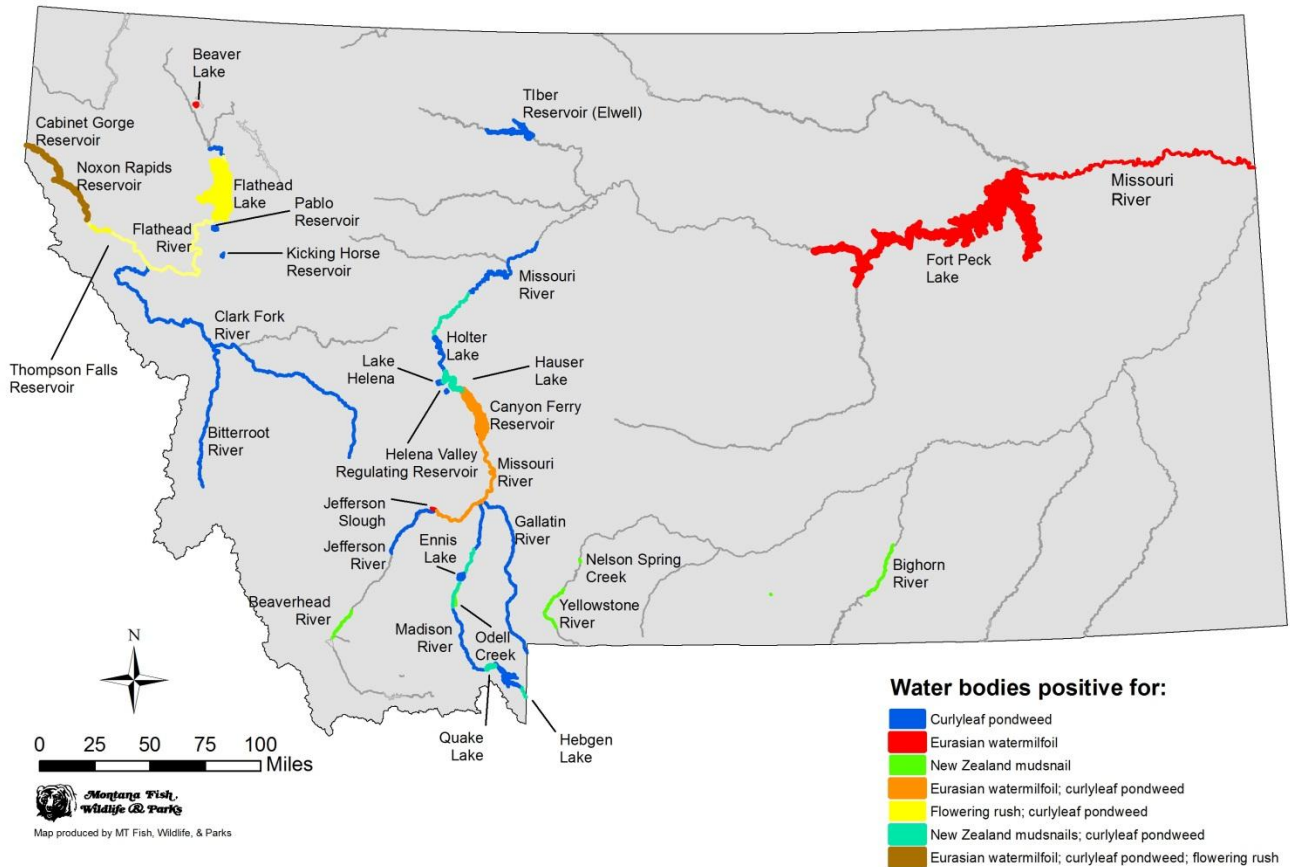 Beaver
Lake
TIber
Reservoir (Elwell)
Cabinet Gorge
Reservoir
Noxon Rapids
Reservoir
Flathead
Lake
Pablo
Reservoir
Missouri
River
Flathead
River
Kicking Horse
Reservoir
Fort Peck
Lake
Missouri
River
Clark Fork
River
Holter
Lake
Thompson Falls
Reservoir
Lake
Helena
Hauser
Lake
Canyon Ferry
Reservoir
Bitterroot
River
Helena Valley
Regulating Reservoir
Missouri
River
Jefferson
Slough
Gallatin
River
Ennis
Lake
Jefferson
River
Nelson Spring
Creek
Bighorn
River
Beaverhead
River
Yellowstone
River
Madison
River
Odell
Creek
N
Quake
Lake
Hebgen
Lake
0 25 50 75 100
Miles
Montana Fish,
Wildlife & Parks
Map produced by MT Fish, Wildlife, & Parks
Water bodies positive for:
Curlyleaf pondweed
Eurasian watermilfoil
New Zealand mudsnail
Eurasian watermilfoil; curlyleaf pondweed
Flowering rush; curlyleaf pondweed
New Zealand mudsnails; curlyleaf pondweed
Eurasian watermilfoil; curlyleaf pondweed; flowering rush